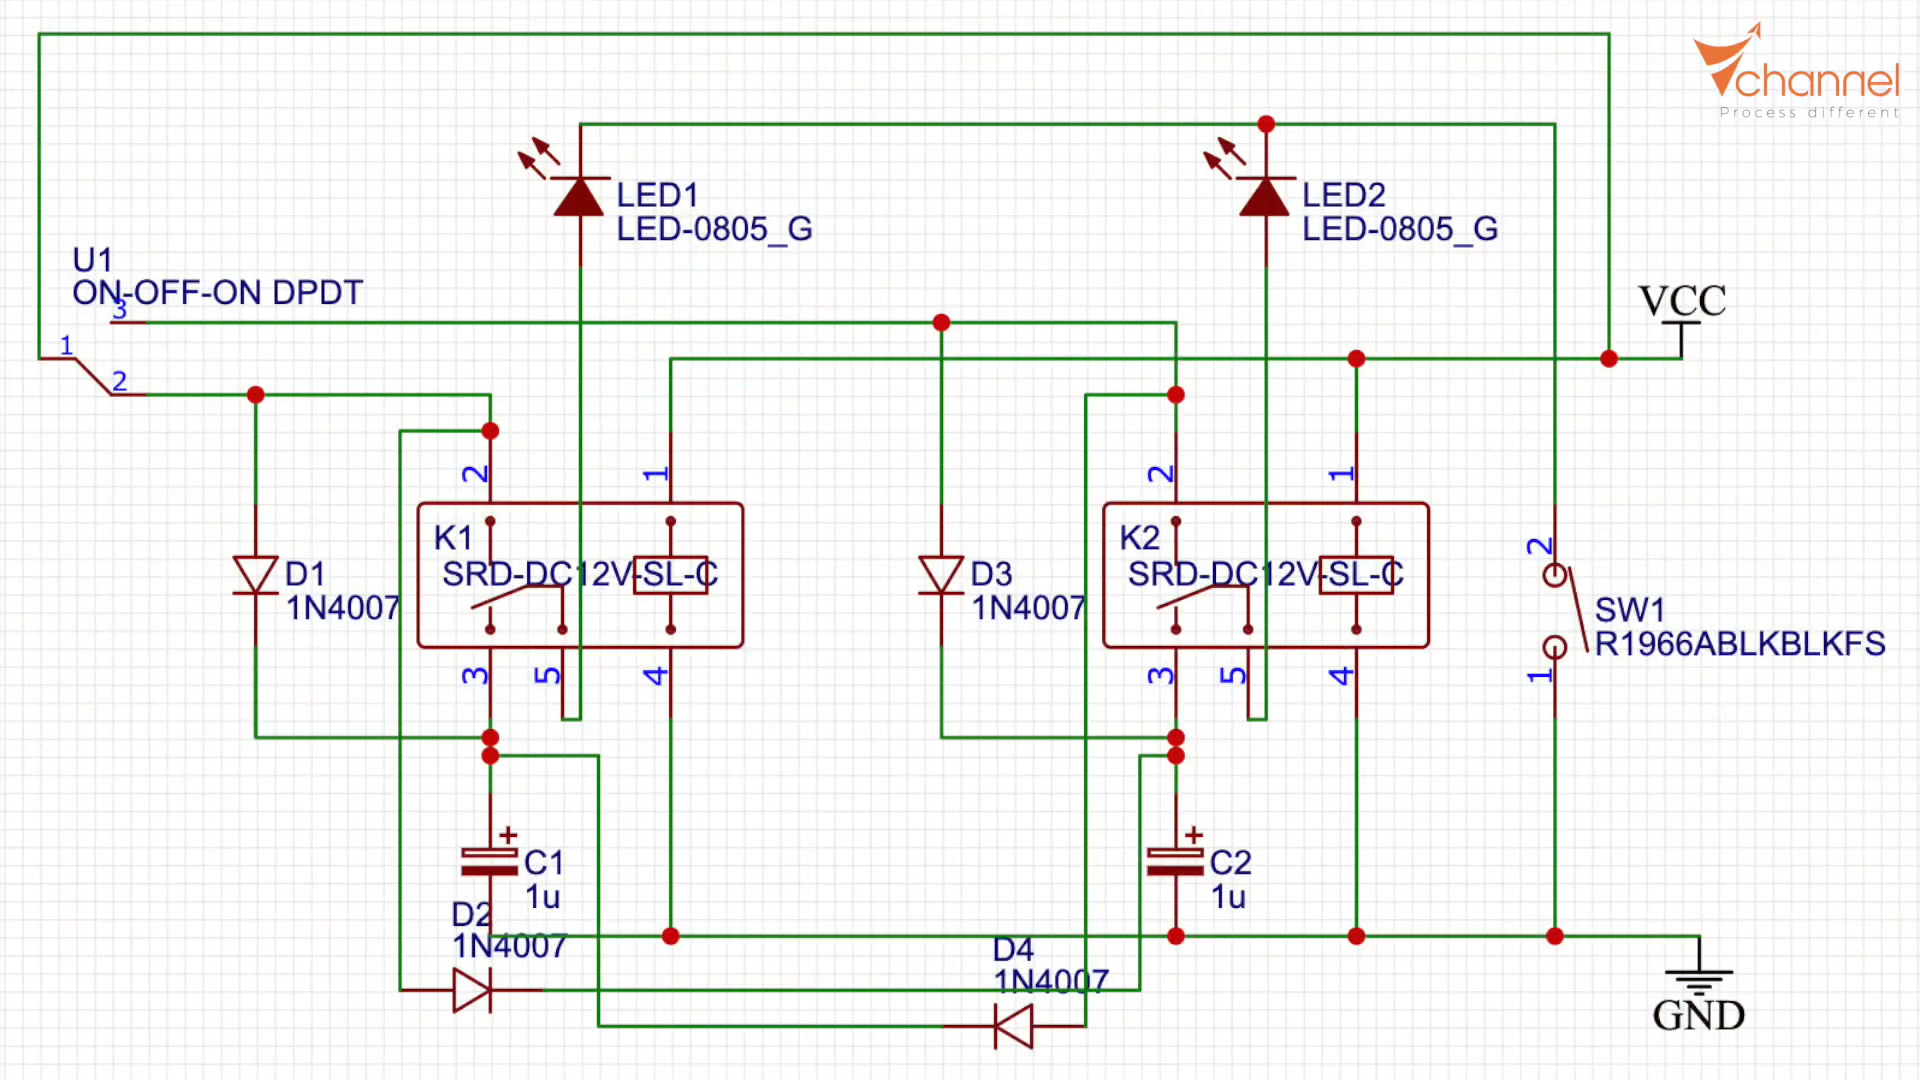 channel
Process different
LED1
LED-0805_G
LED2
LED-0805_G
U1
ON-OFF-ON DPDT
3
1
2
VCC
2
1
2
1
K1
SRD-DC12V-SL-C
K2
SRD-DC12V-SL-C
D1
1N4007
D3
1N4007
2
SW1
R1966ABLKBLKFS
1
3
5
4
3
5
4
+
C1
1u
+
C2
1u
D2
1N4007
D4
1N4007
GND